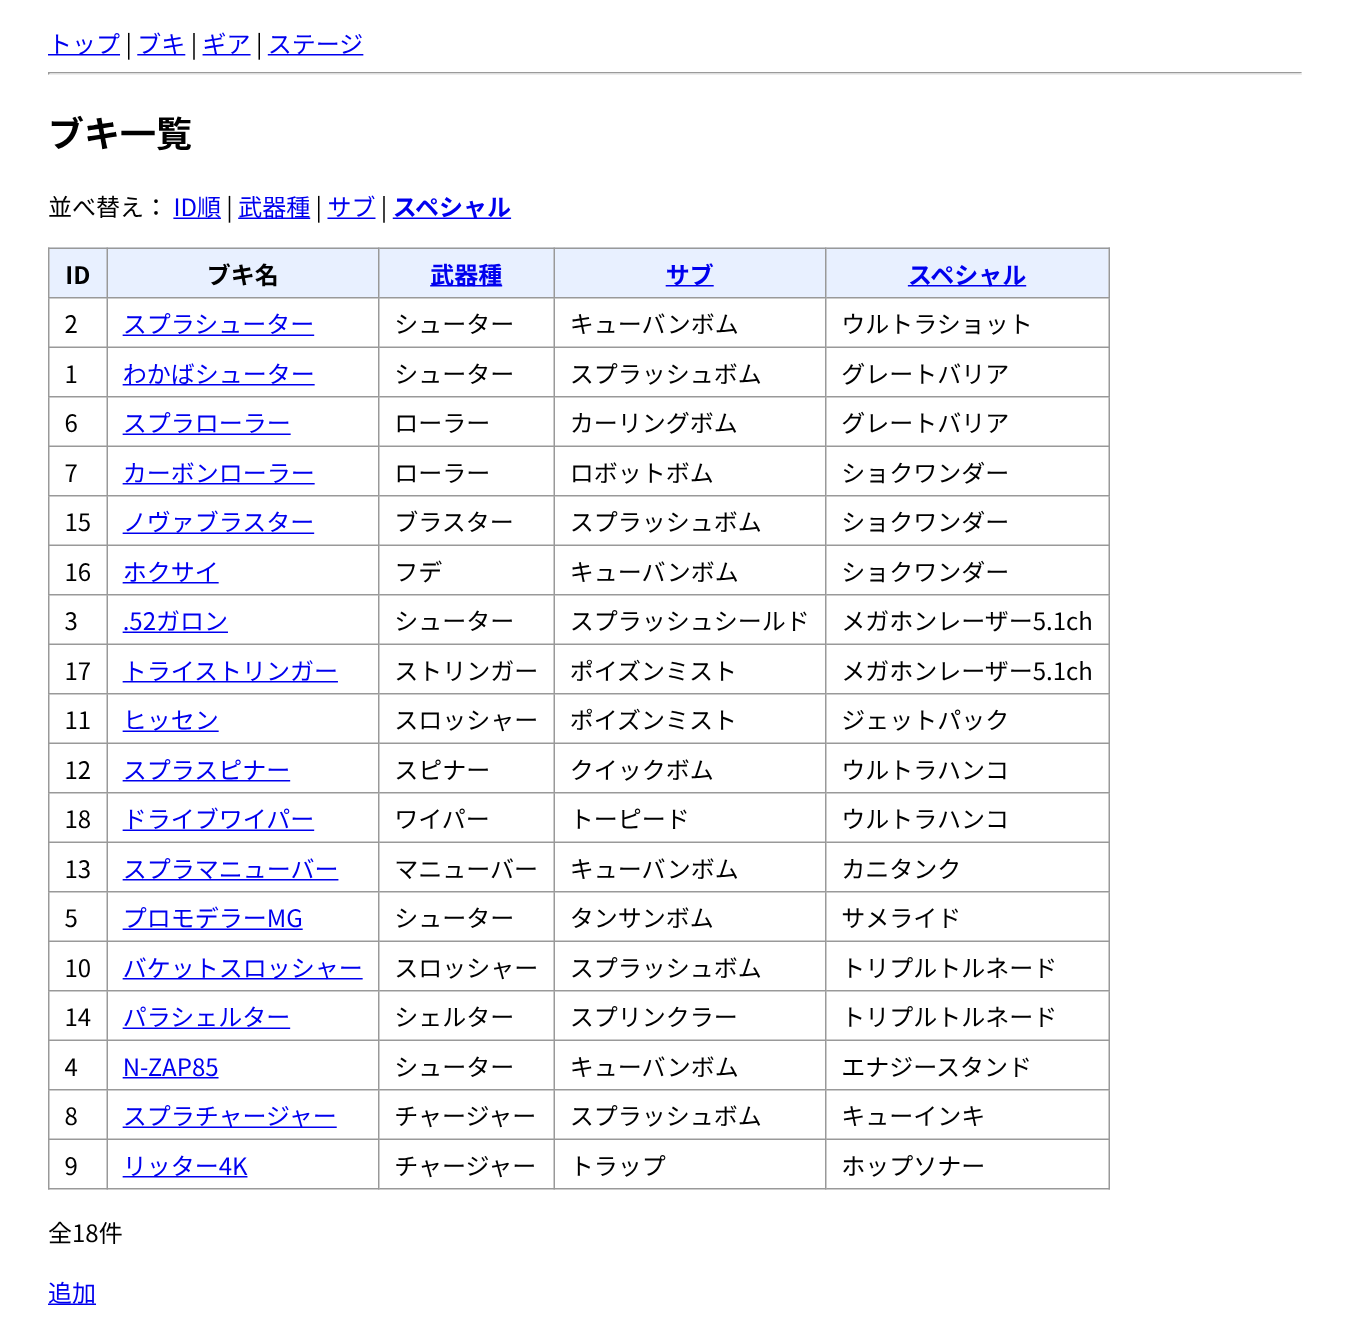 トップ | ブキ | ギア | ステージ
ブキ一覧
並べ替え： ID順 | 武器種 | サブ | スペシャル
ID ブキ名 武器種 サブ スペシャル
2 スプラシューター シューター キューバンボム ウルトラショット
1 わかばシューター シューター スプラッシュボム グレートバリア
6 スプラローラー ローラー カーリングボム グレートバリア
7 カーボンローラー ローラー ロボットボム ショクワンダー
15 ノヴァブラスター ブラスター スプラッシュボム ショクワンダー
16 ホクサイ フデ キューバンボム ショクワンダー
3 .52ガロン シューター スプラッシュシールド メガホンレーザー5.1ch
17 トライストリンガー ストリンガー ポイズンミスト メガホンレーザー5.1ch
11 ヒッセン スロッシャー ポイズンミスト ジェットパック
12 スプラスピナー スピナー クイックボム ウルトラハンコ
18 ドライブワイパー ワイパー トーピード ウルトラハンコ
13 スプラマニューバー マニューバー キューバンボム カニタンク
5 プロモデラーMG シューター タンサンボム サメライド
10 バケットスロッシャー スロッシャー スプラッシュボム トリプルトルネード
14 パラシェルター シェルター スプリンクラー トリプルトルネード
4 N-ZAP85 シューター キューバンボム エナジースタンド
8 スプラチャージャー チャージャー スプラッシュボム キューインキ
9 リッター4K チャージャー トラップ ホップソナー
全18件
追加